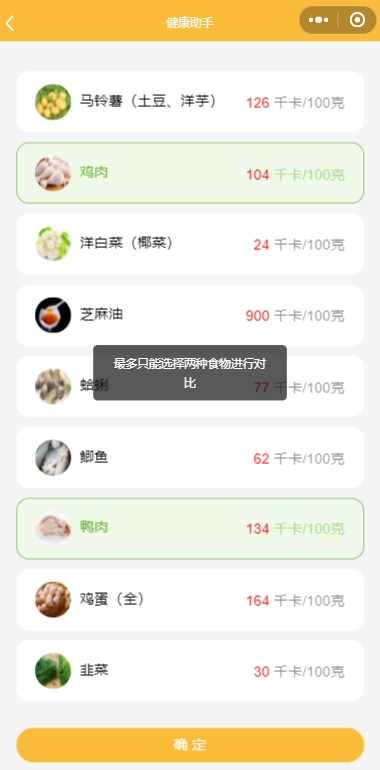 健康助手
马铃薯（土豆、洋芋） 126 千卡/100克
鸡肉 104 千卡/100克
洋白菜（椰菜） 24 千卡/100克
芝麻油 900 千卡/100克
最多只能选择两种食物进行对
比
蛤蜊 77 千卡/100克
鲫鱼 62 千卡/100克
鸭肉 134 千卡/100克
鸡蛋（全） 164 千卡/100克
韭菜 30 千卡/100克
确 定